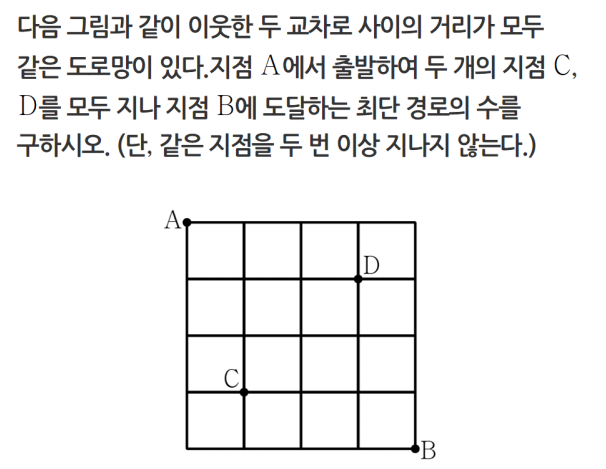 다음 그림과 같이 이웃한 두 교차로 사이의 거리가 모두
같은 도로망이 있다.지점 A에서 출발하여 두 개의 지점 C,
D를 모두 지나 지점 B에 도달하는 최단 경로의 수를
구하시오. (단, 같은 지점을 두 번 이상 지나지 않는다.)
A
D
C
B